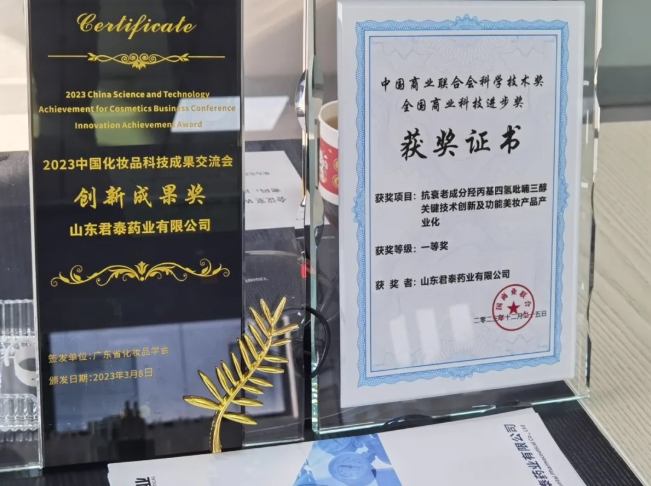 Certificate
2023 China Science and Technology
Achievement for Cosmetics Business Conference
Innovation Achievement Award
2023中国化妆品科技成果交流会
创新成果奖
山东君泰药业有限公司
签发单位:广东省化妆品学会
颁发日期:2023年3月8日
中国商业联合会科学技术奖
全国商业科技进步奖
获奖证书
获奖项目:抗衰老成分羟丙基四氢吡喃三醇
关键技术创新及功能美妆产品产
业化
获奖等级:一等奖
获 奖 者:山东君泰药业有限公司
药业有限公司